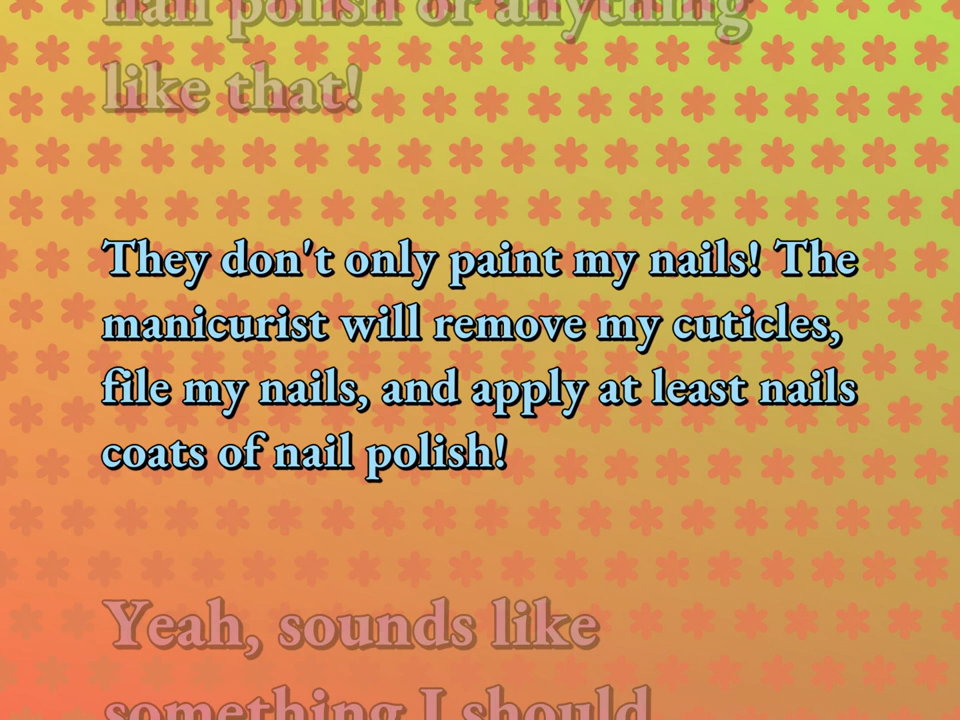 nail polish or anything
like that!
They don't only paint my nails! The
manicurist will remove my cuticles,
file my nails, and apply at least nails
coats of nail polish!
Yeah, sounds like
something I should